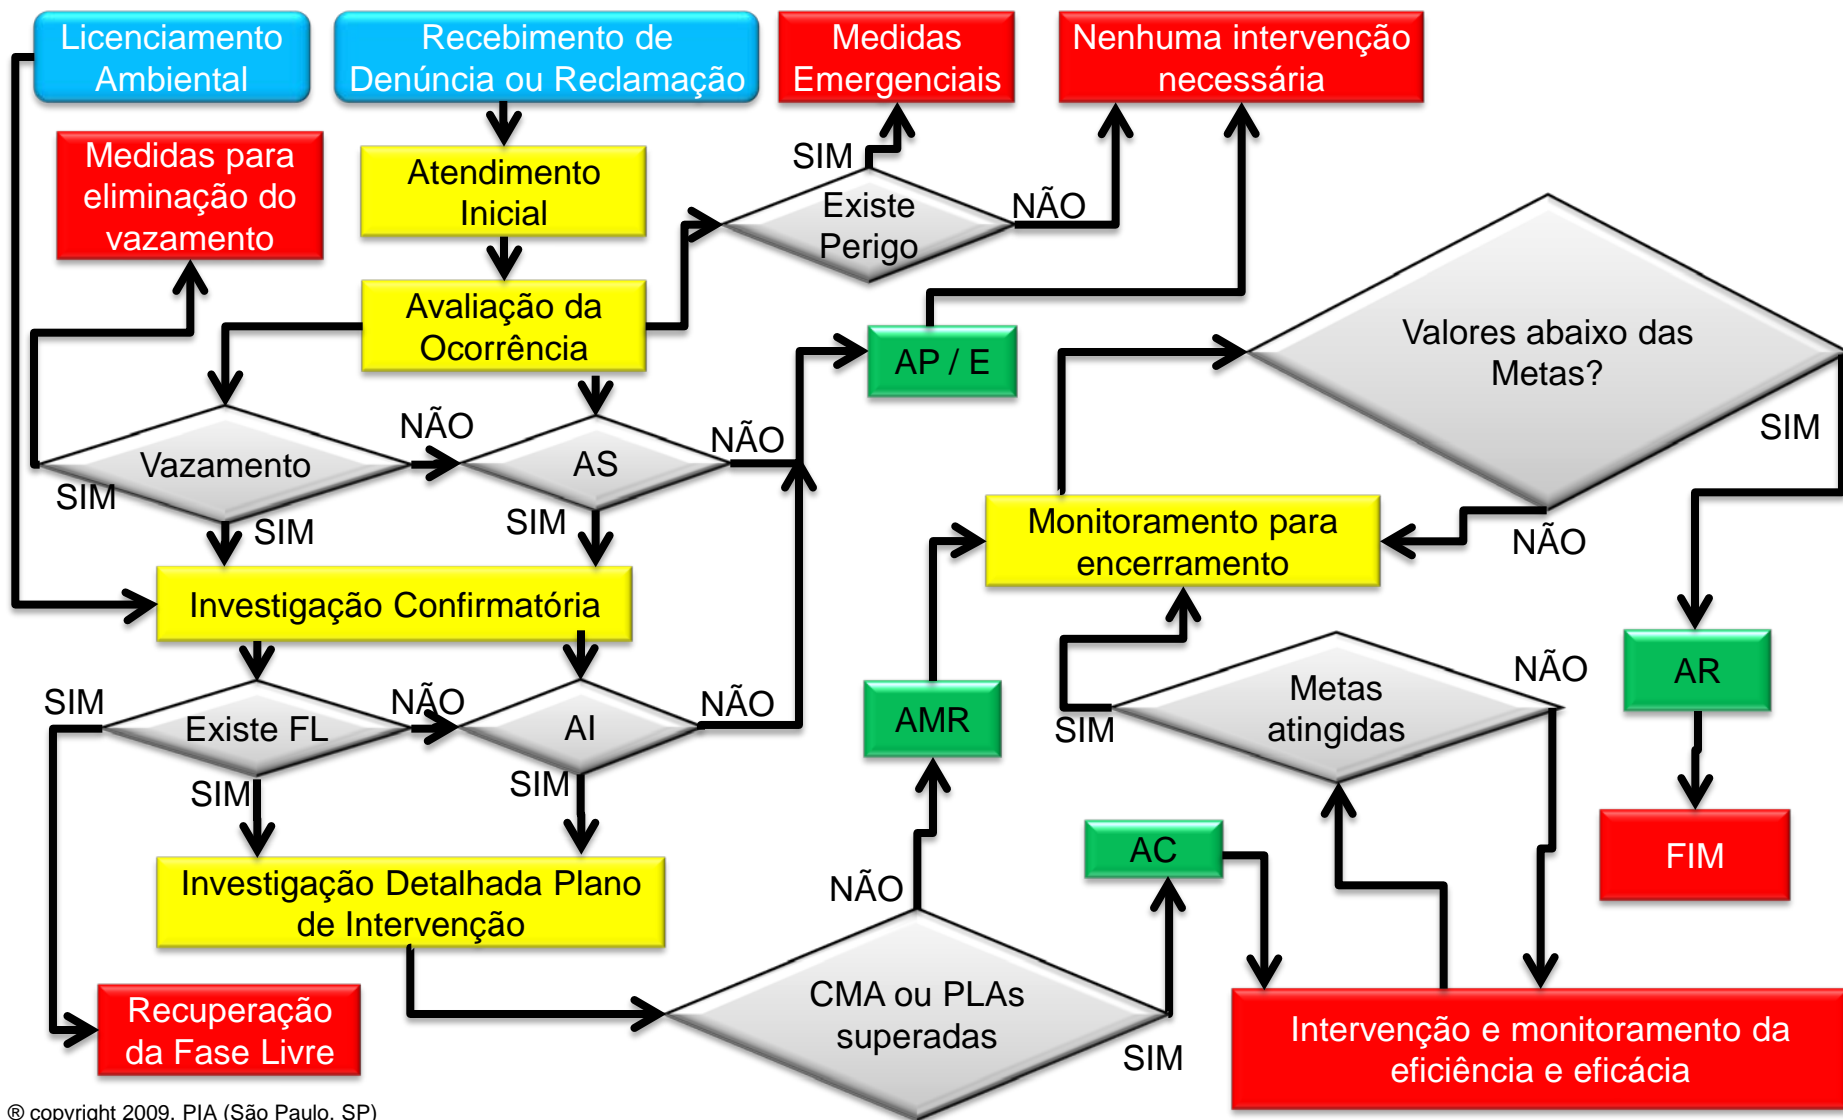 Licenciamento
Ambiental
Recebimento de
Denúncia ou Reclamação
Medidas
Emergenciais
Nenhuma intervenção
necessária
Medidas para
eliminação do
vazamento
Atendimento
Inicial
SIM
Existe
Perigo
NÃO
Avaliação da
Ocorrência
AP / E
Valores abaixo das
Metas?
SIM
NÃO
Vazamento
NÃO
AS
NÃO
SIM
SIM
SIM
Monitoramento para
encerramento
Investigação Confirmatória
SIM
Existe FL
NÃO
AI
NÃO
SIM
SIM
AMR
Metas
atingidas
SIM
NÃO
AR
FIM
Investigação Detalhada Plano
de Intervenção
NÃO
AC
CMA ou PLAs
superadas
SIM
Recuperação
da Fase Livre
Intervenção e monitoramento da
eficiência e eficácia
® copyright 2009. PIA (São Paulo. SP)